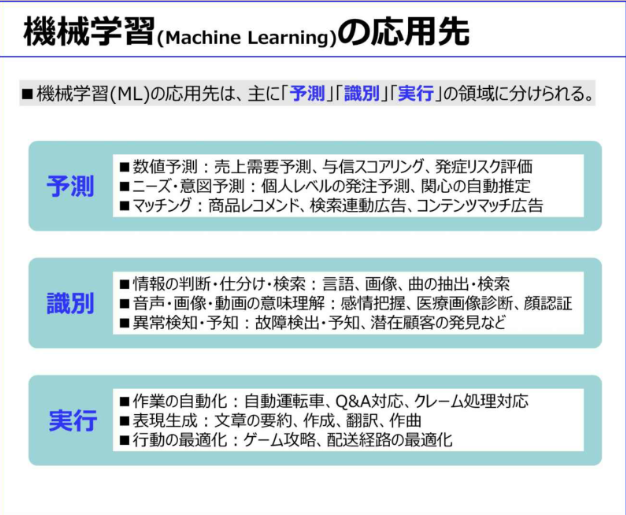 機械学習(Machine Learning)の応用先
■機械学習(ML)の応用先は、主に｢予測｣｢識別｣｢実行｣の領域に分けられる。
予測
■数値予測：売上需要予測、与信スコアリング、発症リスク評価
■ニーズ・意図予測：個人レベルの発注予測、関心の自動推定
■マッチング：商品レコメンド、検索連動広告、コンテンツマッチ広告
識別
■情報の判断・仕分け・検索：言語、画像、曲の抽出・検索
■音声・画像・動画の意味理解：感情把握、医療画像診断、顔認証
■異常検知・予知：故障検出・予知、潜在顧客の発見など
実行
■作業の自動化：自動運転車、Q&A対応、クレーム処理対応
■表現生成：文章の要約、作成、翻訳、作曲
■行動の最適化：ゲーム攻略、配送経路の最適化